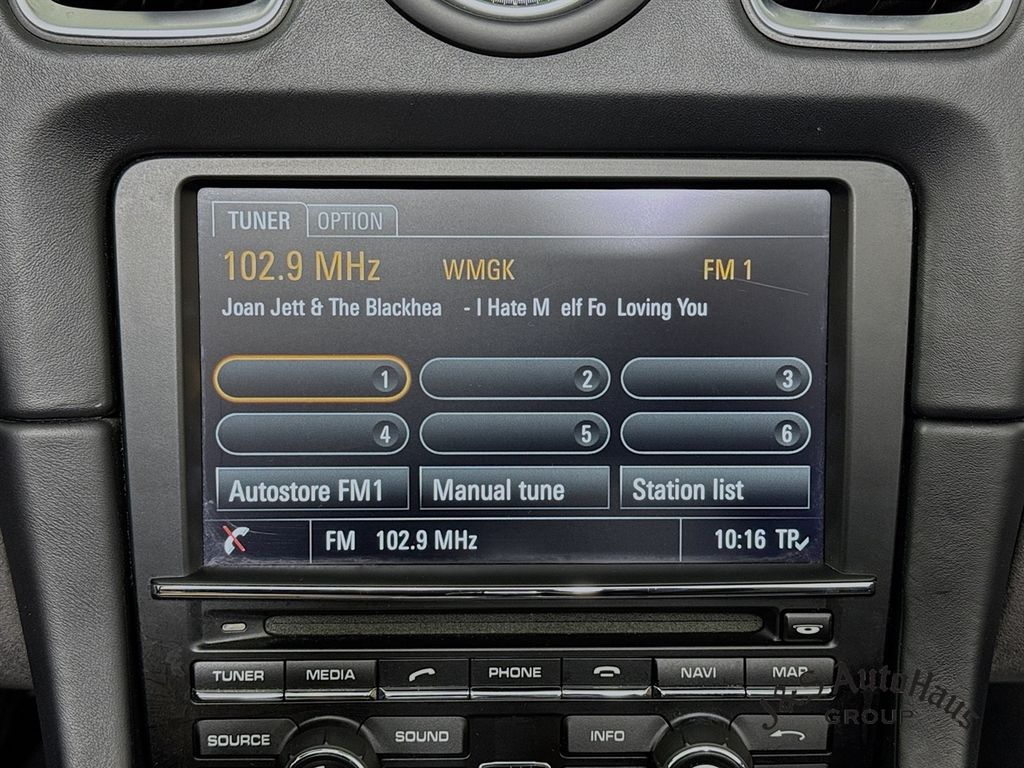 TUNER OPTION
102.9 MHz WMGK FM 1
Joan Jett & The Blackhea - I Hate M elf Fo Loving You
1 2 3
4 5 6
Autostore FM1 Manual tune Station list
FM 102.9 MHz 10:16 TP
TUNER MEDIA PHONE NAVI MAP
SOURCE SOUND INFO
AutoHaus
GROUP